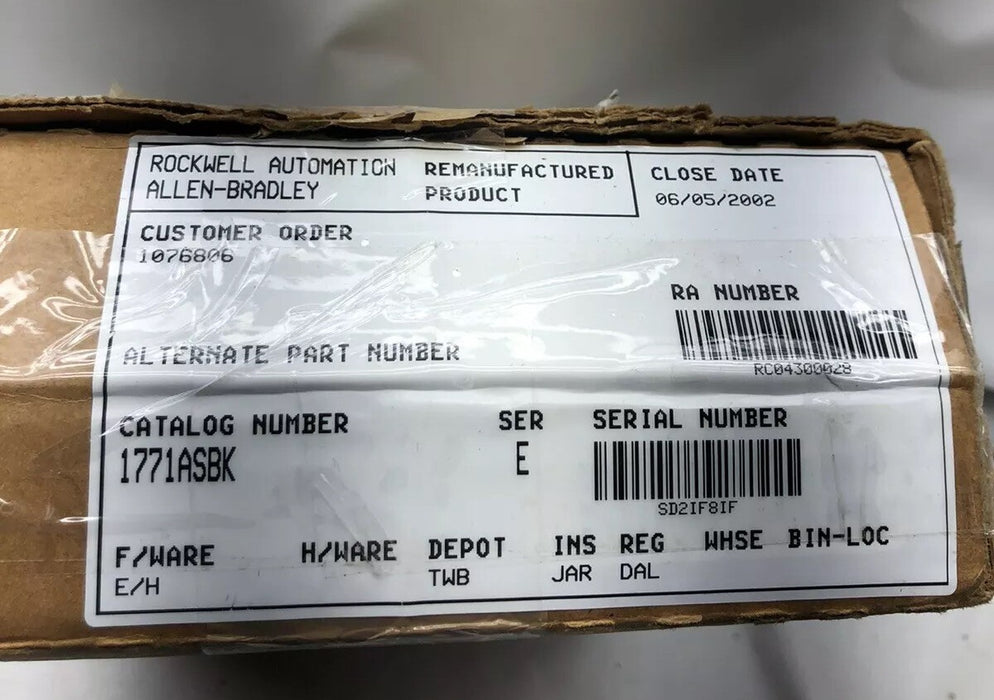 ROCKWELL AUTOMATION REMANUFACTURED CLOSE DATE
ALLEN-BRADLEY PRODUCT 06/05/2002
CUSTOMER ORDER
1076806
RA NUMBER
ALTERNATE PART NUMBER
RC04300028
CATALOG NUMBER SER SERIAL NUMBER
1771ASBK E
SD2IF8IF
F/WARE H/WARE DEPOT INS REG WHSE BIN-LOC
E/H TWB JAR DAL